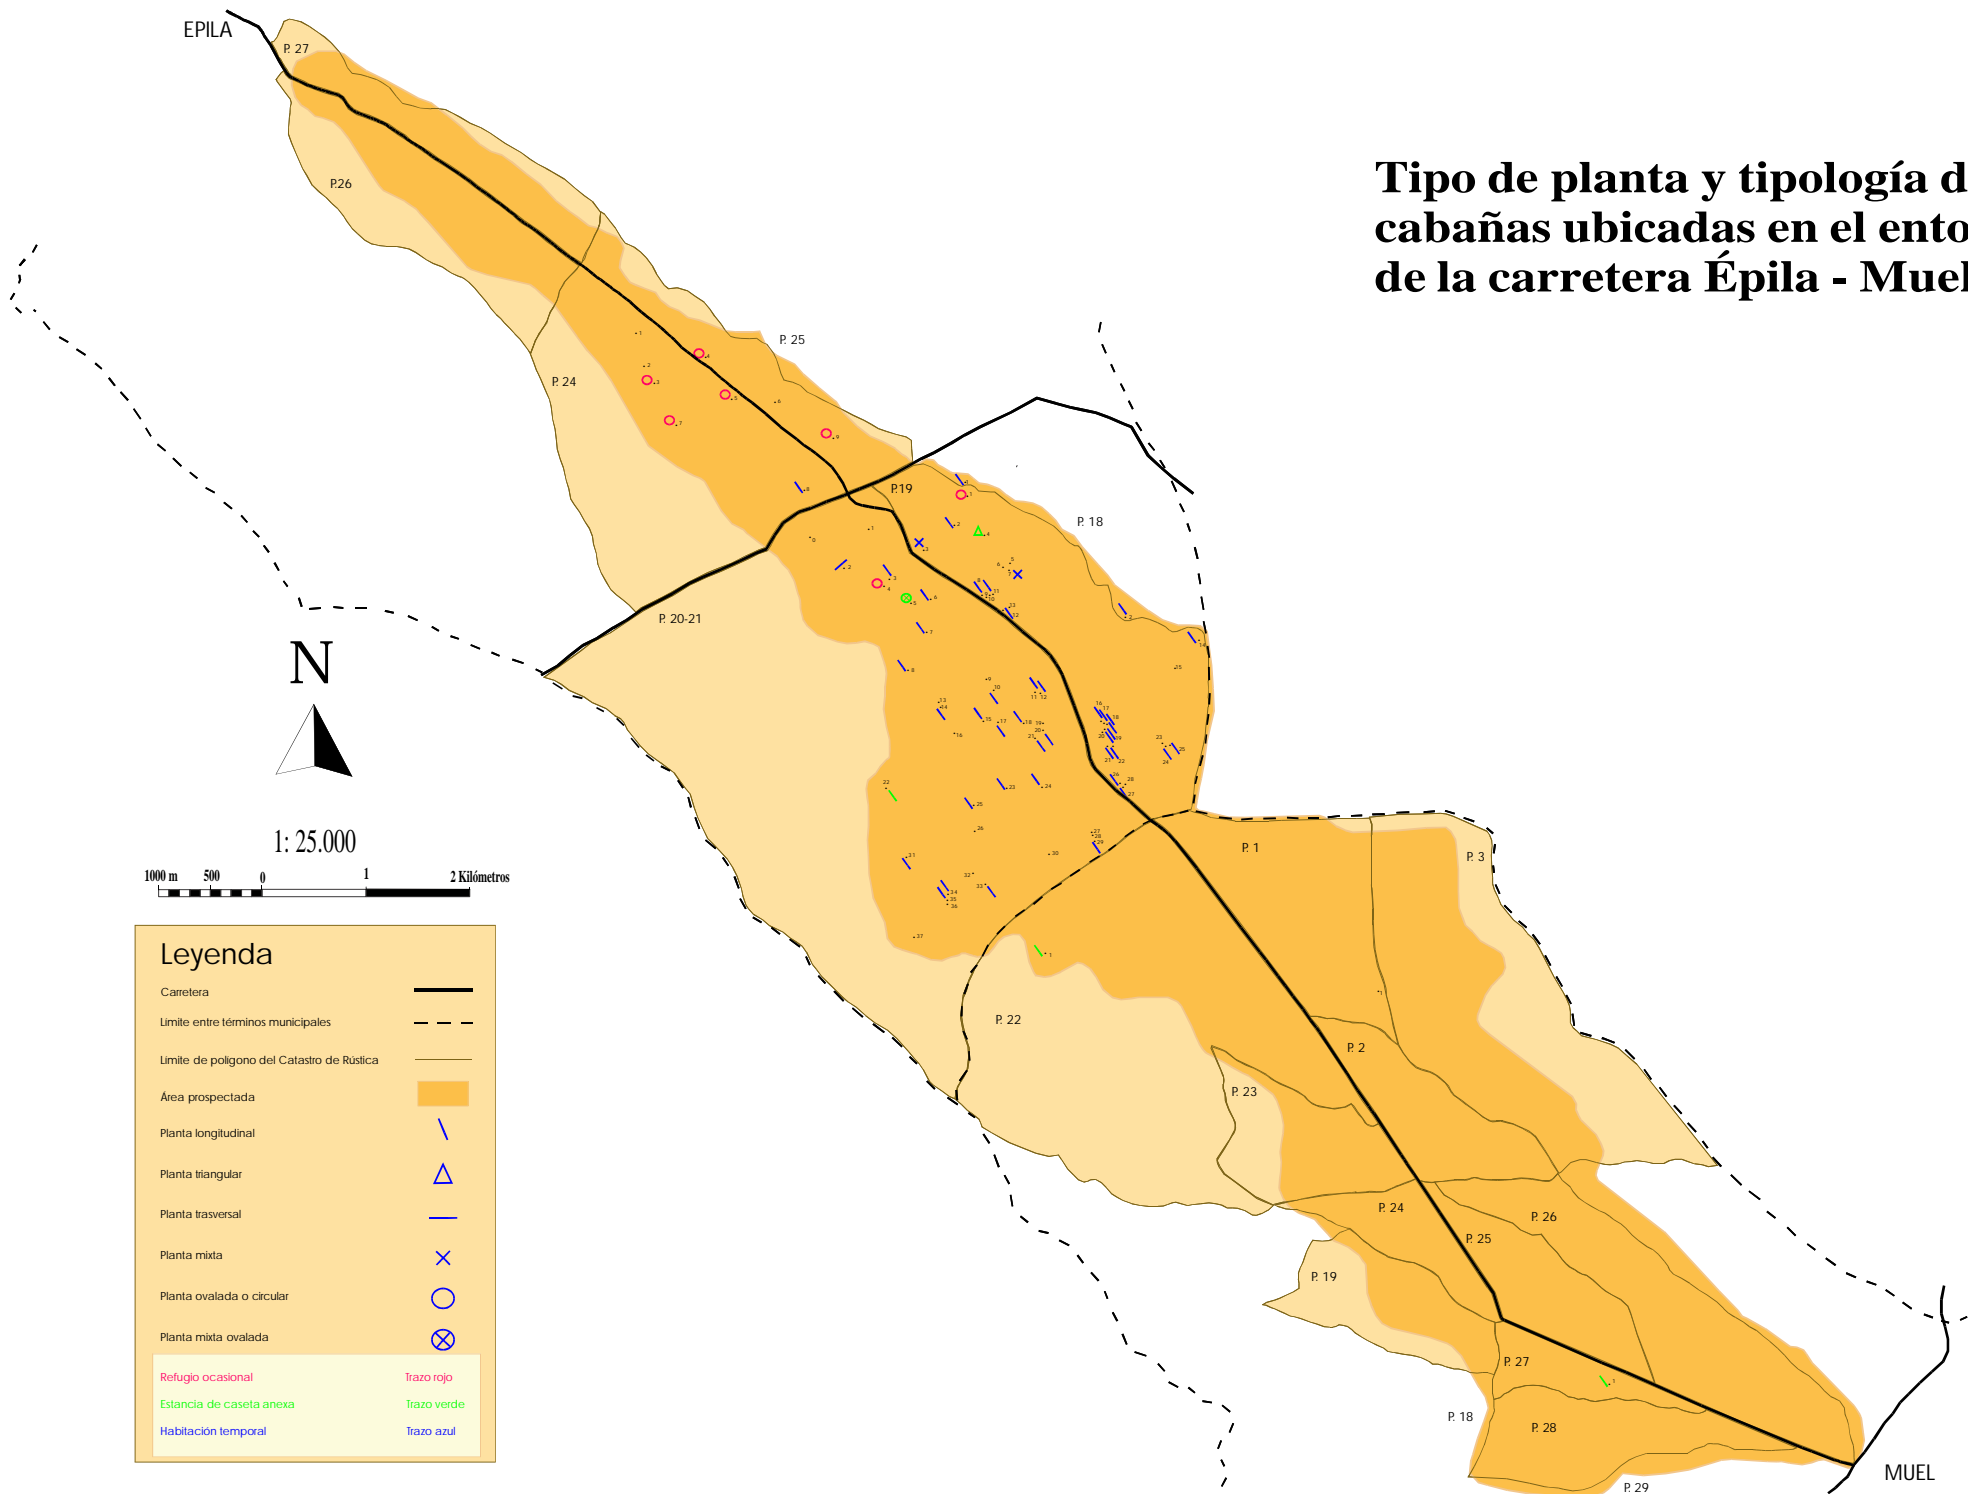 EPILA
P. 27
P.26
Tipo de planta y tipología d
cabañas ubicadas en el ento
de la carretera Épila - Muel
P. 25
P. 24
P.19
P. 18
P. 20-21
N
1: 25.000
1000 m 500 0 1 2 Kilómetros
P. 1
P. 3
P. 22
P. 2
P. 23
P. 24
P. 26
P. 25
P. 19
P. 27
P. 18
P. 28
P. 29
MUEL
Leyenda
Carretera
Límite entre términos municipales
Límite de polígono del Catastro de Rústica
Área prospectada
Planta longitudinal
Planta triangular
Planta trasversal
Planta mixta
Planta ovalada o circular
Planta mixta ovalada
Refugio ocasional Trazo rojo
Estancia de caseta anexa Trazo verde
Habitación temporal Trazo azul